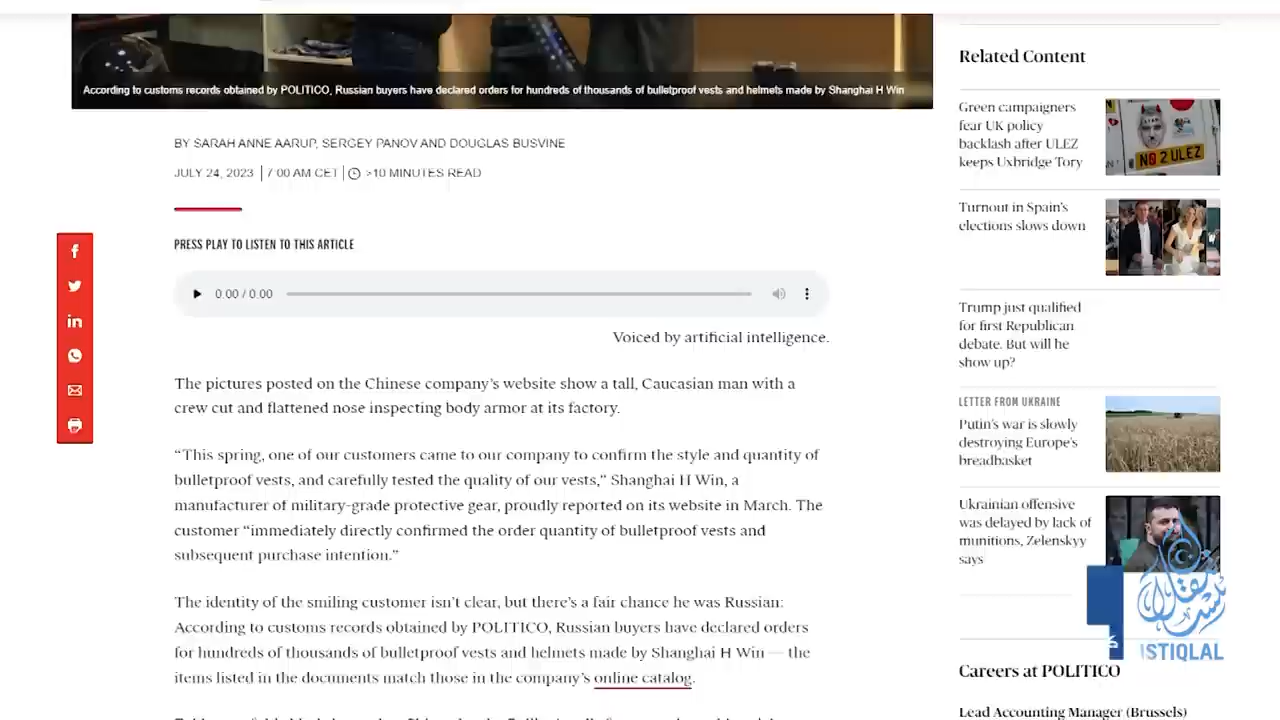 According to customs records obtained by POLITICO, Russian buyers have declared orders for hundreds of thousands of bulletproof vests and helmets made by Shanghai H Win
BY SARAH ANNE AARUP, SERGEY PANOV AND DOUGLAS BUSVINE
JULY 24, 2023 | 7:00 AM CET | >10 MINUTES READ
PRESS PLAY TO LISTEN TO THIS ARTICLE
0:00 / 0:00
Voiced by artificial intelligence.
The pictures posted on the Chinese company's website show a tall, Caucasian man with a
crew cut and flattened nose inspecting body armor at its factory.
“This spring, one of our customers came to our company to confirm the style and quantity of
bulletproof vests, and carefully tested the quality of our vests,” Shanghai H Win, a
manufacturer of military-grade protective gear, proudly reported on its website in March. The
customer “immediately directly confirmed the order quantity of bulletproof vests and
subsequent purchase intention.”
The identity of the smiling customer isn't clear, but there's a fair chance he was Russian:
According to customs records obtained by POLITICO, Russian buyers have declared orders
for hundreds of thousands of bulletproof vests and helmets made by Shanghai H Win — the
items listed in the documents match those in the company's online catalog.
Related Content
Green campaigners
fear UK policy
backlash after ULEZ
keeps Uxbridge Tory
NO 2 ULEZ
Turnout in Spain's
elections slows down
Trump just qualified
for first Republican
debate. But will he
show up?
LETTER FROM UKRAINE
Putin's war is slowly
destroying Europe's
breadbasket
Ukrainian offensive
was delayed by lack of
munitions, Zelenskyy
says
ISTIQLAL
Careers at POLITICO
Lead Accounting Manager (Brussels)